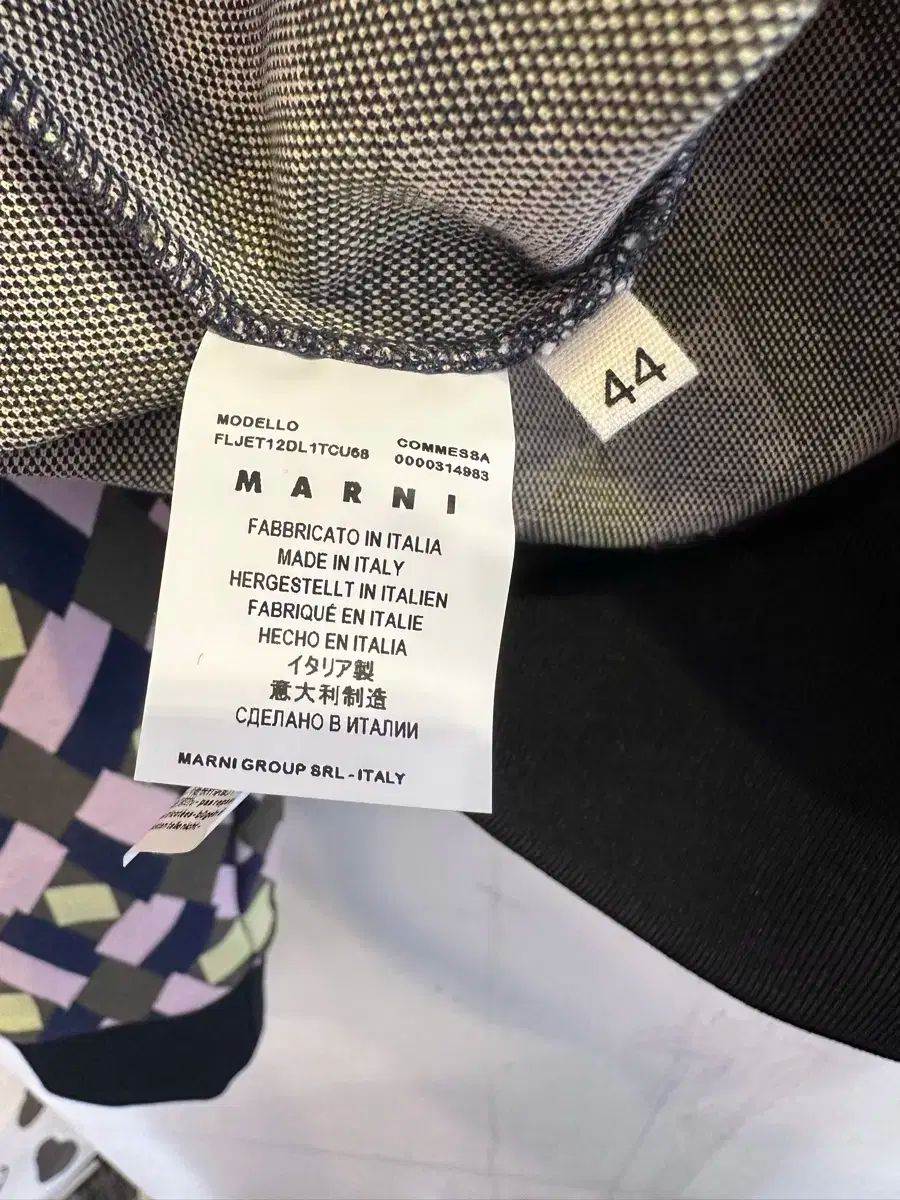 MODELLO
FLJET12DL1TCU68
COMMESSA
0000314983
MARNI
FABBRICATO IN ITALIA
MADE IN ITALY
HERGESTELLT IN ITALIEN
FABRIQUÉ EN ITALIE
HECHO EN ITALIA
イタリア製
意大利制造
СДЕЛАНО В ИТАЛИИ
MARNI GROUP SRL - ITALY
44